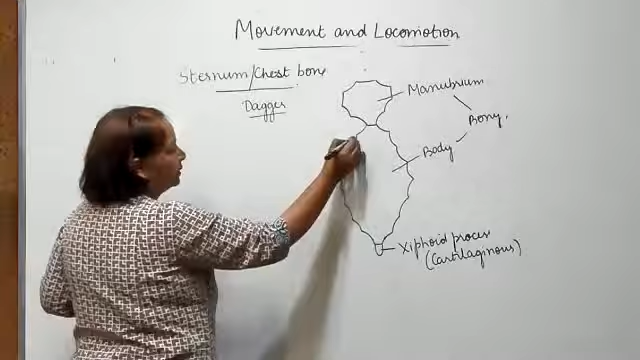 Movement and Locomotion
Sternum/Chest bone
Dagger
Manubrium
Bony.
Body
Xiphoid process
(Cartilaginous)